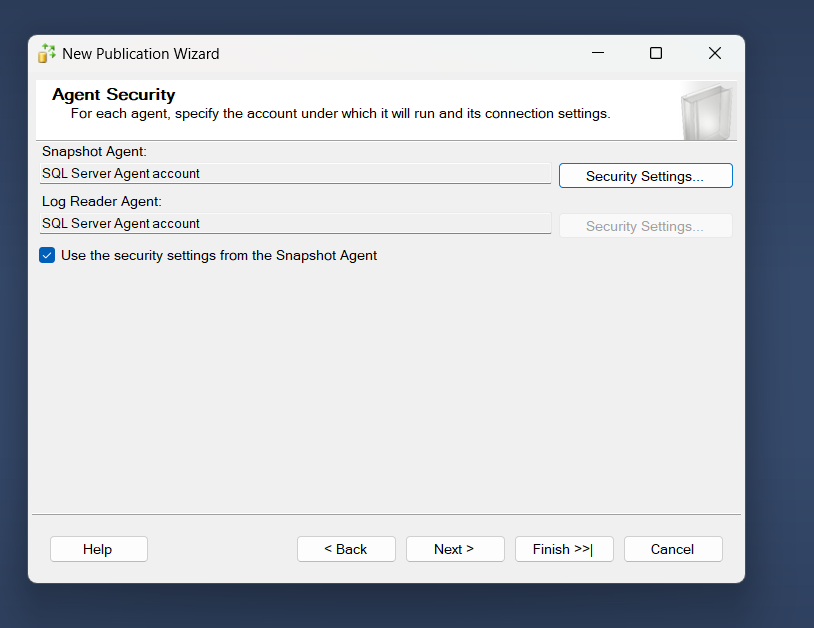 New Publication Wizard
Agent Security
For each agent, specify the account under which it will run and its connection settings.
Snapshot Agent:
SQL Server Agent account
Security Settings...
Log Reader Agent:
SQL Server Agent account
Security Settings...
Use the security settings from the Snapshot Agent
Help
< Back
Next >
Finish >>|
Cancel